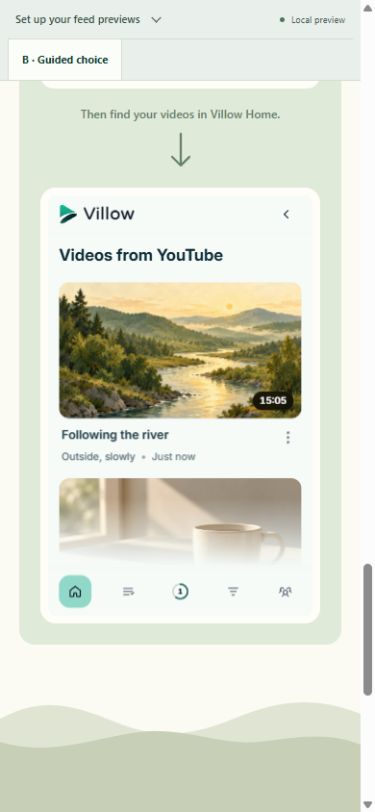 Set up your feed previews
Local preview
B · Guided choice
Then find your videos in Villow Home.
Villow
Videos from YouTube
15:05
Following the river
Outside, slowly • Just now
1